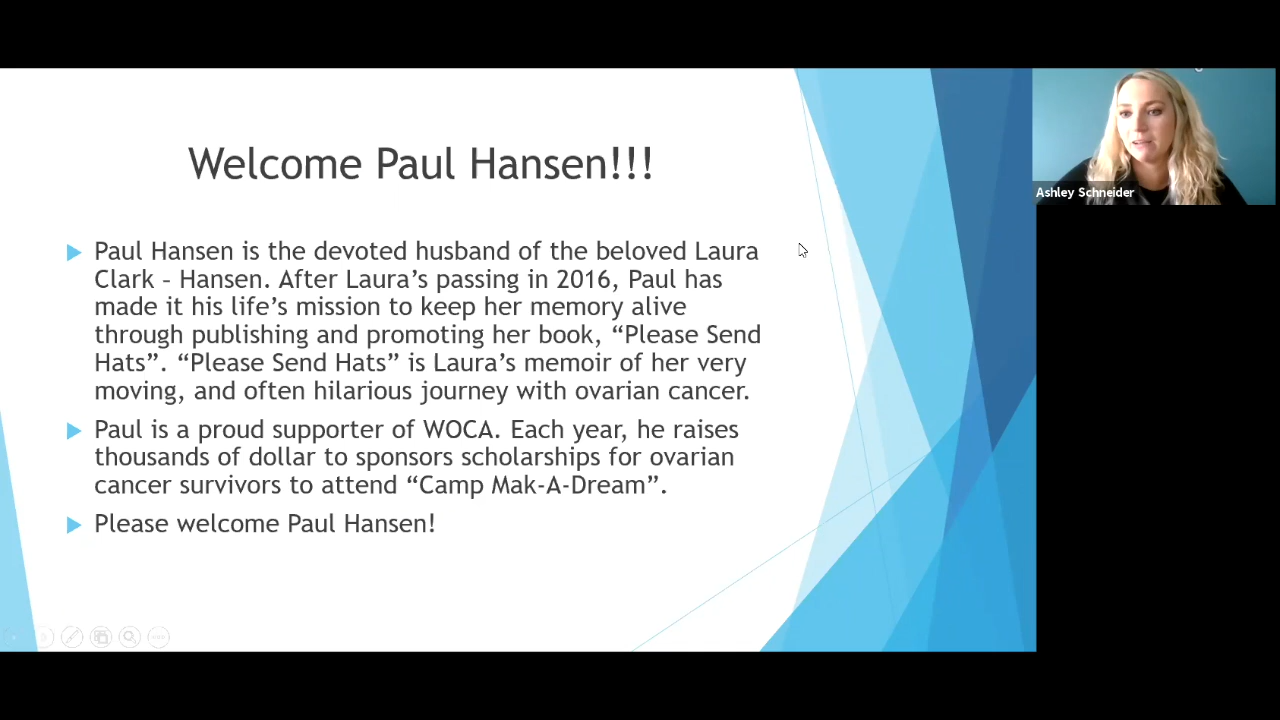 Welcome Paul Hansen!!!
Paul Hansen is the devoted husband of the beloved Laura
Clark – Hansen. After Laura’s passing in 2016, Paul has
made it his life’s mission to keep her memory alive
through publishing and promoting her book, “Please Send
Hats”. “Please Send Hats” is Laura’s memoir of her very
moving, and often hilarious journey with ovarian cancer.
Paul is a proud supporter of WOCA. Each year, he raises
thousands of dollar to sponsors scholarships for ovarian
cancer survivors to attend “Camp Mak-A-Dream”.
Please welcome Paul Hansen!
Ashley Schneider